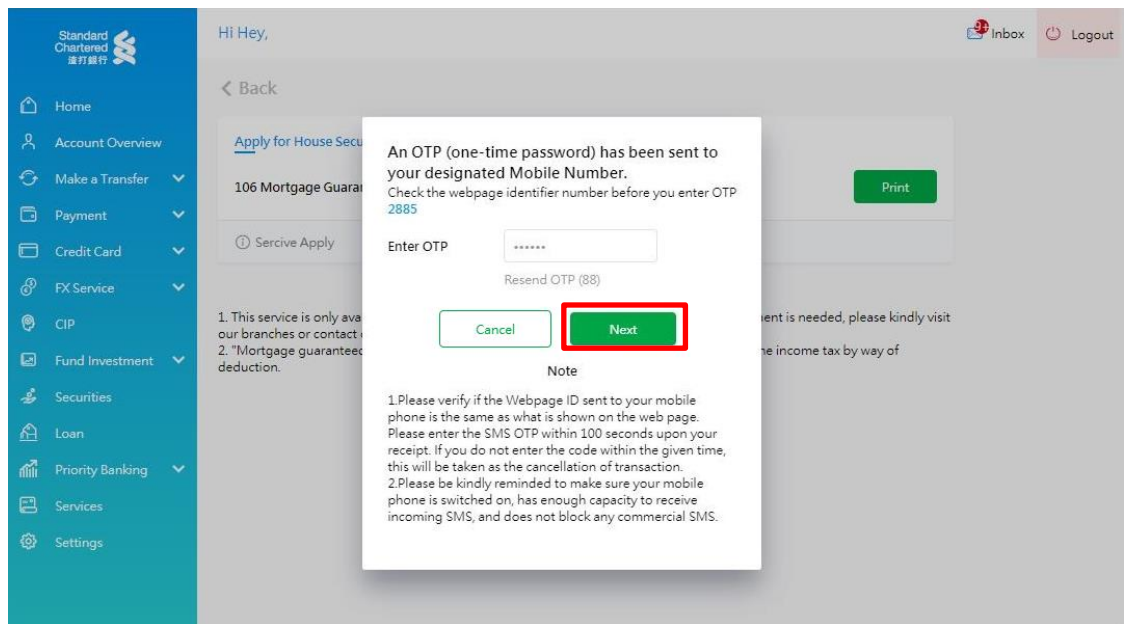 Standard
Chartered
渣打銀行
Hi Hey,
9+
Inbox
Logout
Back
Home
Account Overview
Make a Transfer
Payment
Credit Card
FX Service
CIP
Fund Investment
Securities
Loan
Priority Banking
Services
Settings
Apply for House Secu
106 Mortgage Guaran
Print
Sercive Apply
1. This service is only ava
ent is needed, please kindly visit
our branches or contact
2. "Mortgage guaranteed
e income tax by way of
deduction.
An OTP (one-time password) has been sent to
your designated Mobile Number.
Check the webpage identifier number before you enter OTP
2885
Enter OTP
••••••
Resend OTP (88)
Cancel
Next
Note
1.Please verify if the Webpage ID sent to your mobile
phone is the same as what is shown on the web page.
Please enter the SMS OTP within 100 seconds upon your
receipt. If you do not enter the code within the given time,
this will be taken as the cancellation of transaction.
2.Please be kindly reminded to make sure your mobile
phone is switched on, has enough capacity to receive
incoming SMS, and does not block any commercial SMS.